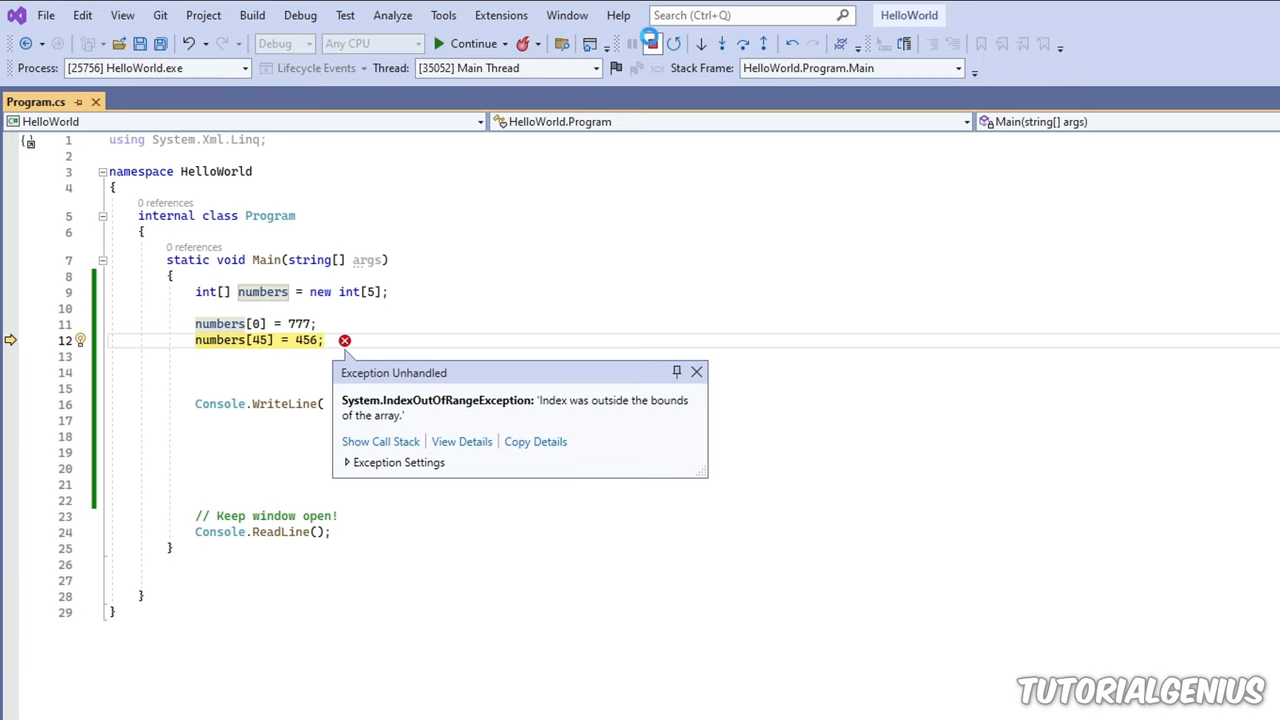 File Edit View Git Project Build Debug Test Analyze Tools Extensions Window Help Search (Ctrl+Q) HelloWorld
Debug Any CPU Continue
Process: [25756] HelloWorld.exe Lifecycle Events Thread: [35052] Main Thread Stack Frame: HelloWorld.Program.Main
Program.cs
HelloWorld HelloWorld.Program Main(string[] args)
1 using System.Xml.Linq;
2
3 namespace HelloWorld
4 {
0 references
5 internal class Program
6 {
0 references
7 static void Main(string[] args)
8 {
9 int[] numbers = new int[5];
10
11 numbers[0] = 777;
12 numbers[45] = 456;
13
14
15
16 Console.WriteLine(
17
18
19
20
21
22
23 // Keep window open!
24 Console.ReadLine();
25 }
26
27
28 }
29 }
Exception Unhandled
System.IndexOutOfRangeException: 'Index was outside the bounds
of the array.'
Show Call Stack View Details Copy Details
Exception Settings
TUTORIALGENIUS